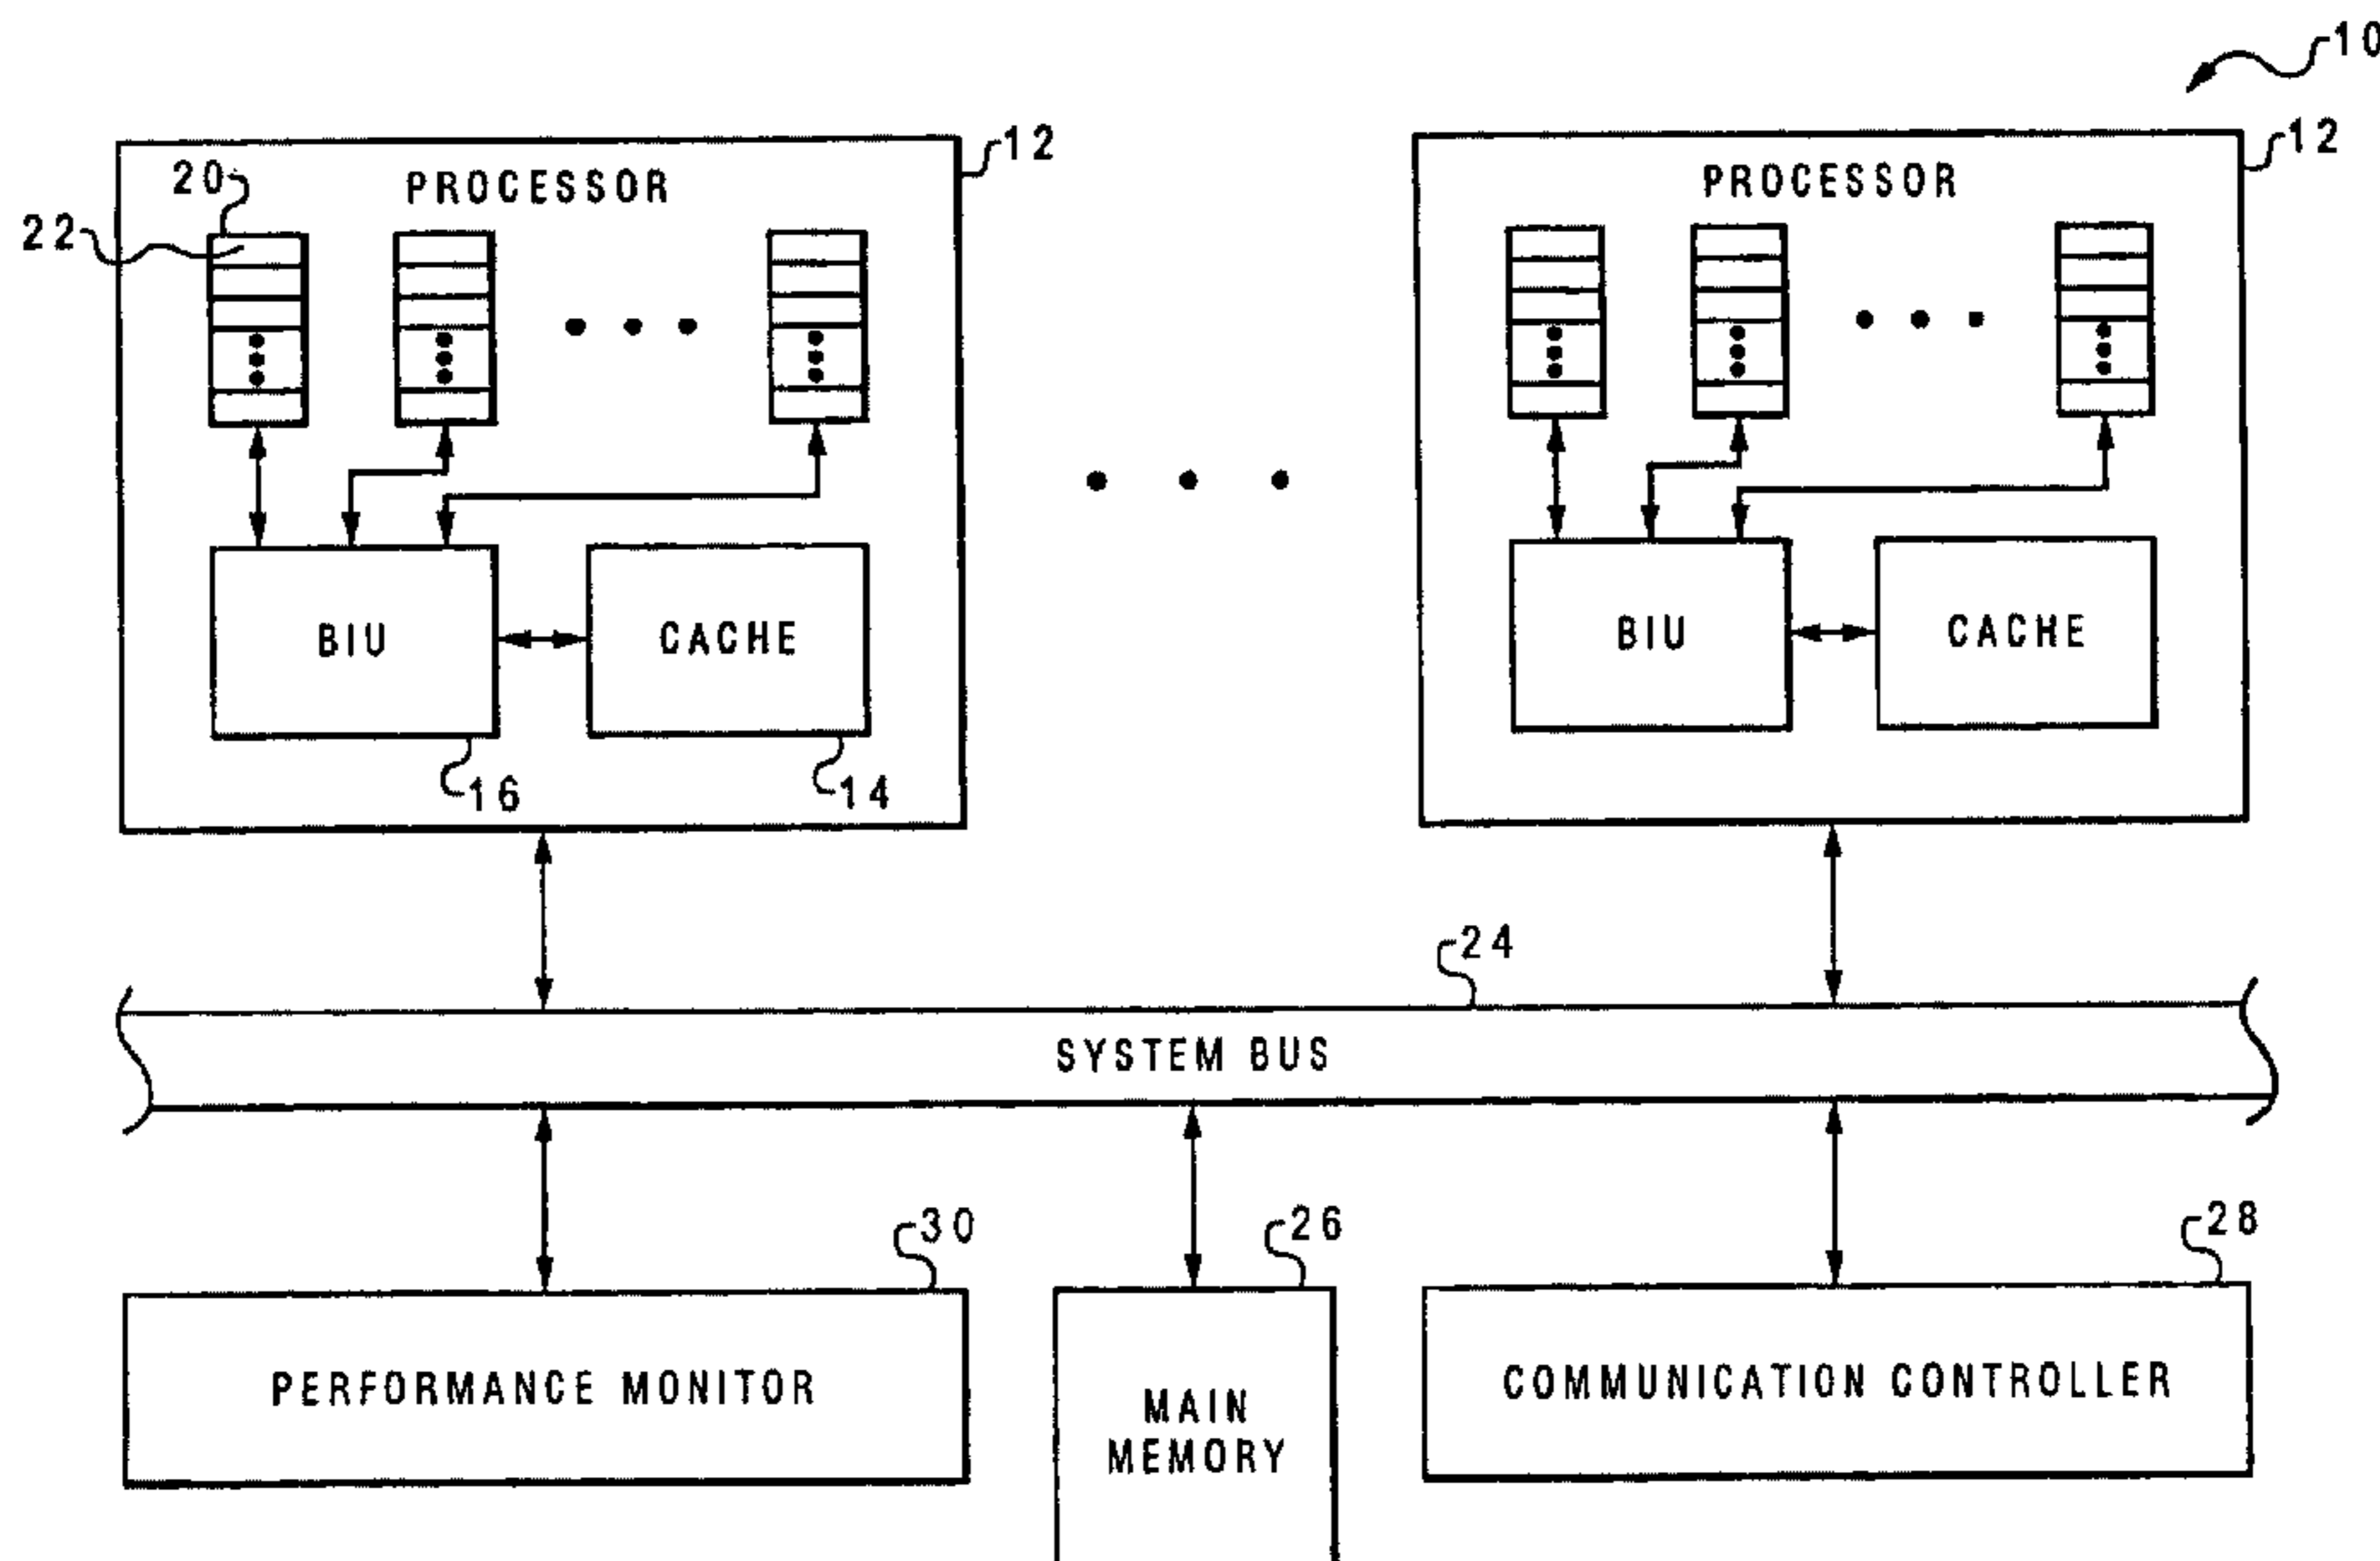 10
12
12
20
PROCESSOR
PROCESSOR
22
BIU
CACHE
BIU
CACHE
16
14
24
SYSTEM BUS
30
26
28
PERFORMANCE MONITOR
MAIN
MEMORY
COMMUNICATION CONTROLLER